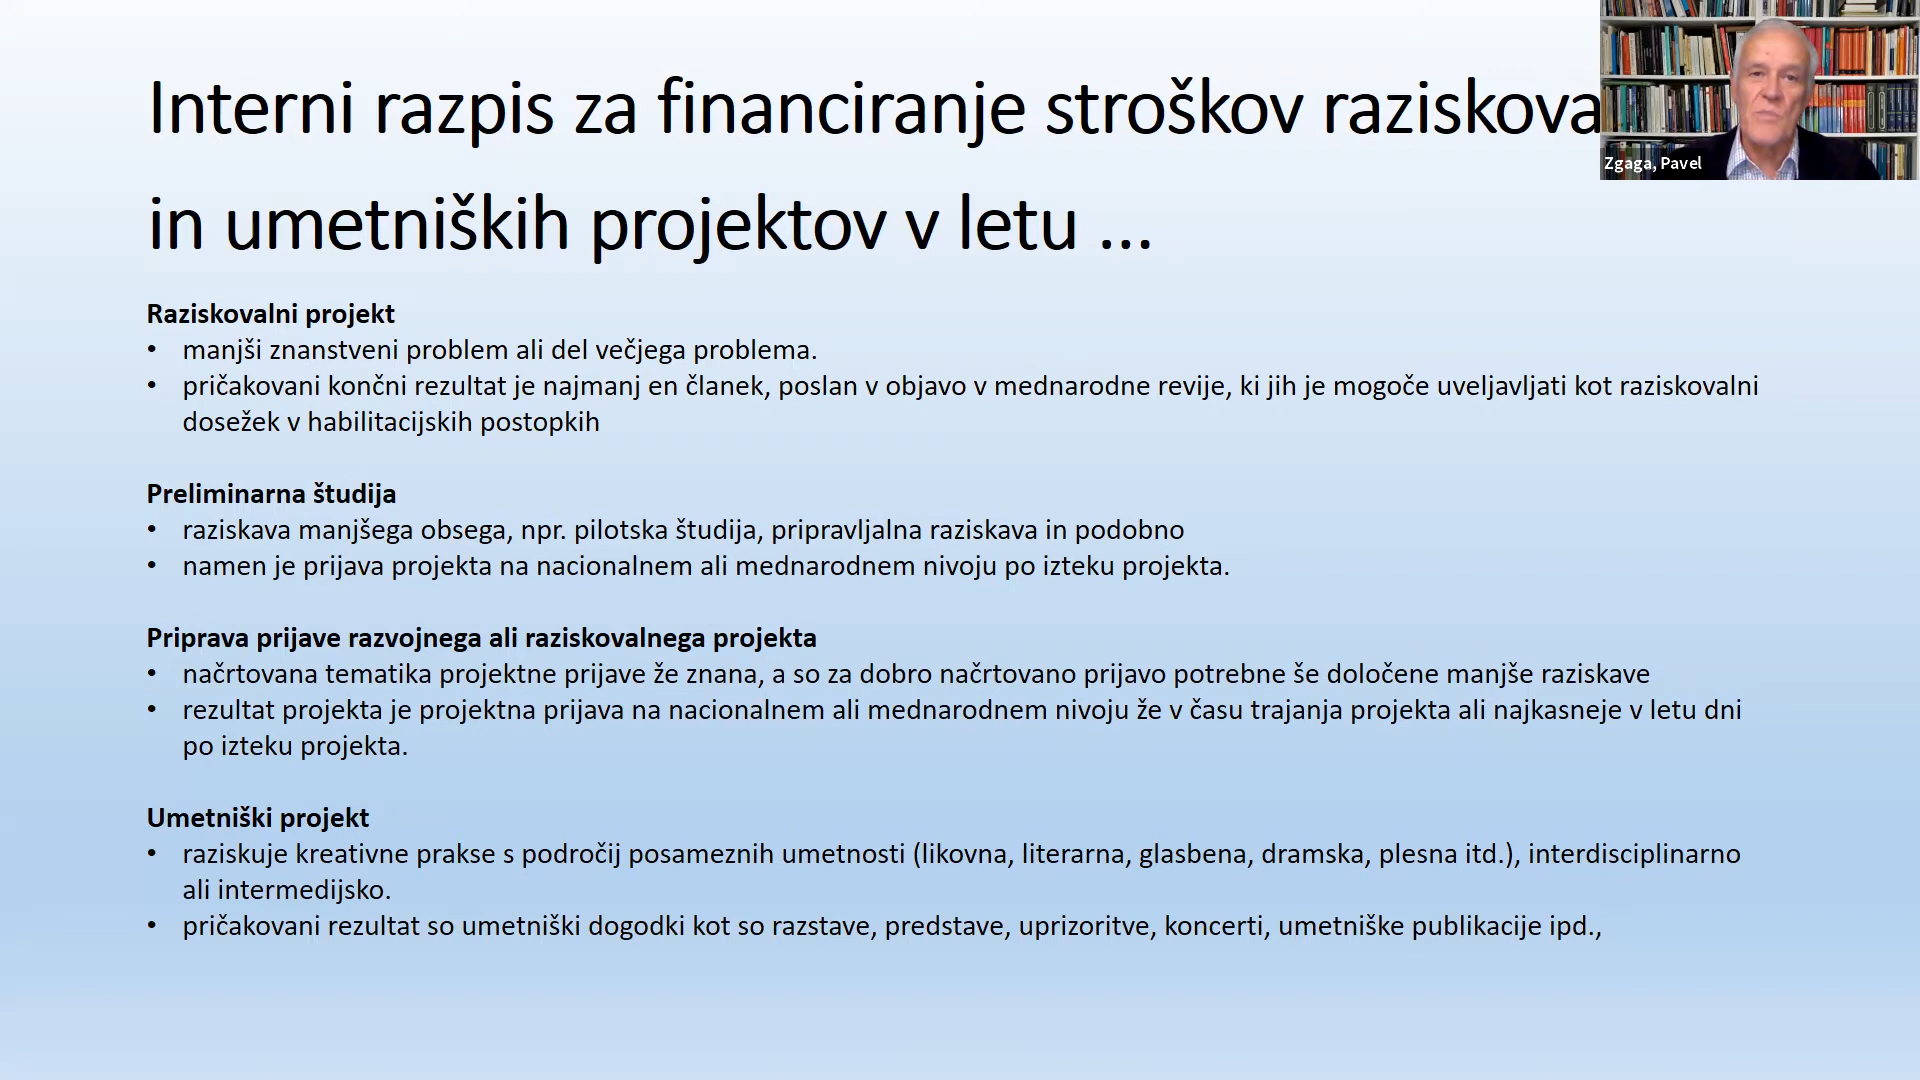 Interni razpis za financiranje stroškov raziskova
in umetniških projektov v letu ...
Zgaga, Pavel
Raziskovalni projekt
• manjši znanstveni problem ali del večjega problema.
• pričakovani končni rezultat je najmanj en članek, poslan v objavo v mednarodne revije, ki jih je mogoče uveljavljati kot raziskovalni
dosežek v habilitacijskih postopkih
Preliminarna študija
• raziskava manjšega obsega, npr. pilotska študija, pripravljalna raziskava in podobno
• namen je prijava projekta na nacionalnem ali mednarodnem nivoju po izteku projekta.
Priprava prijave razvojnega ali raziskovalnega projekta
• načrtovana tematika projektne prijave že znana, a so za dobro načrtovano prijavo potrebne še določene manjše raziskave
• rezultat projekta je projektna prijava na nacionalnem ali mednarodnem nivoju že v času trajanja projekta ali najkasneje v letu dni
po izteku projekta.
Umetniški projekt
• raziskuje kreativne prakse s področij posameznih umetnosti (likovna, literarna, glasbena, dramska, plesna itd.), interdisciplinarno
ali intermedijsko.
• pričakovani rezultat so umetniški dogodki kot so razstave, predstave, uprizoritve, koncerti, umetniške publikacije ipd.,